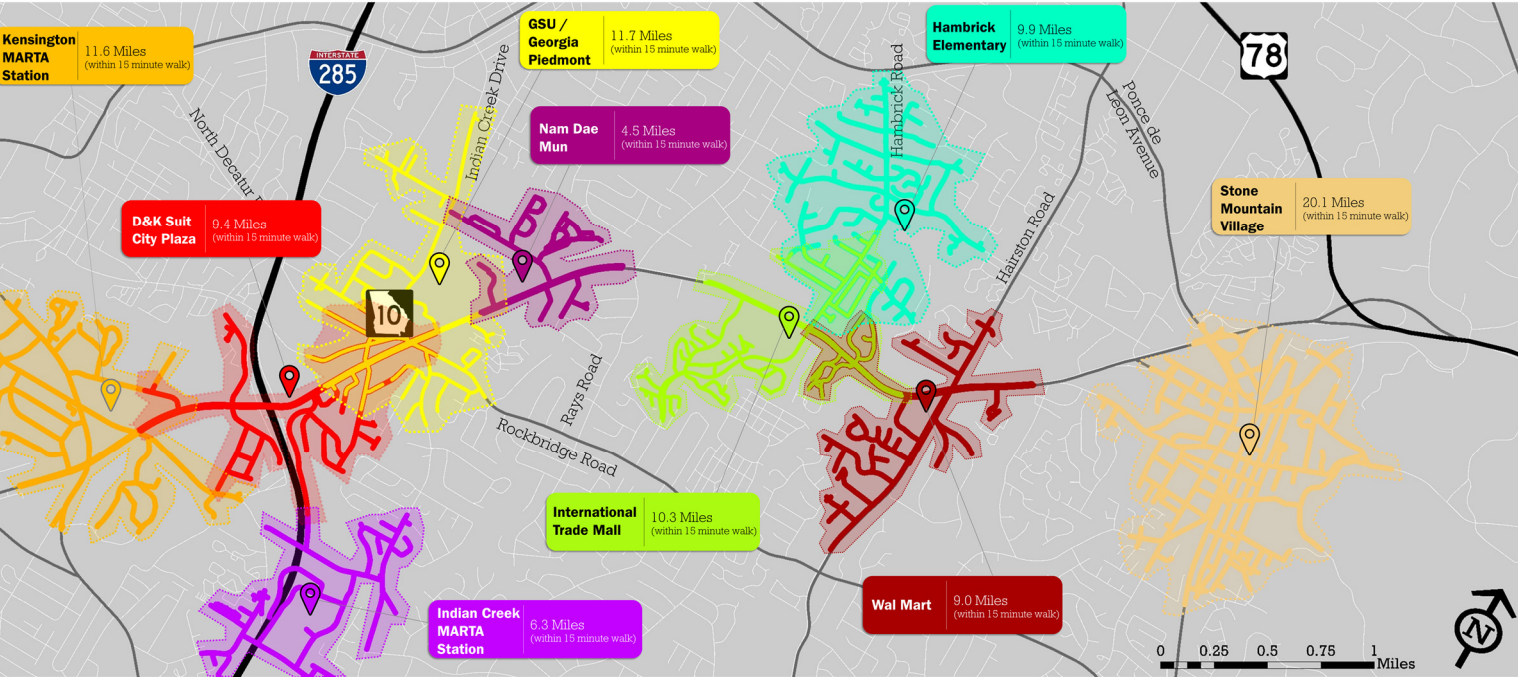 Kensington
MARTA
Station
11.6 Miles
(within 15 minute walk)
INTERSTATE
285
GSU /
Georgia
Piedmont
11.7 Miles
(within 15 minute walk)
Hambrick
Elementary
9.9 Miles
(within 15 minute walk)
78
Indian Creek Drive
Hambrick Road
Ponce de
Leon Avenue
North Decatur
Nam Dae
Mun
4.5 Miles
(within 15 minute walk)
D&K Suit
City Plaza
9.4 Miles
(within 15 minute walk)
Stone
Mountain
Village
20.1 Miles
(within 15 minute walk)
Hairston Road
10
Rays Road
Rockbridge Road
International
Trade Mall
10.3 Miles
(within 15 minute walk)
Wal Mart
9.0 Miles
(within 15 minute walk)
Indian Creek
MARTA
Station
6.3 Miles
(within 15 minute walk)
N
0 0.25 0.5 0.75 1
Miles